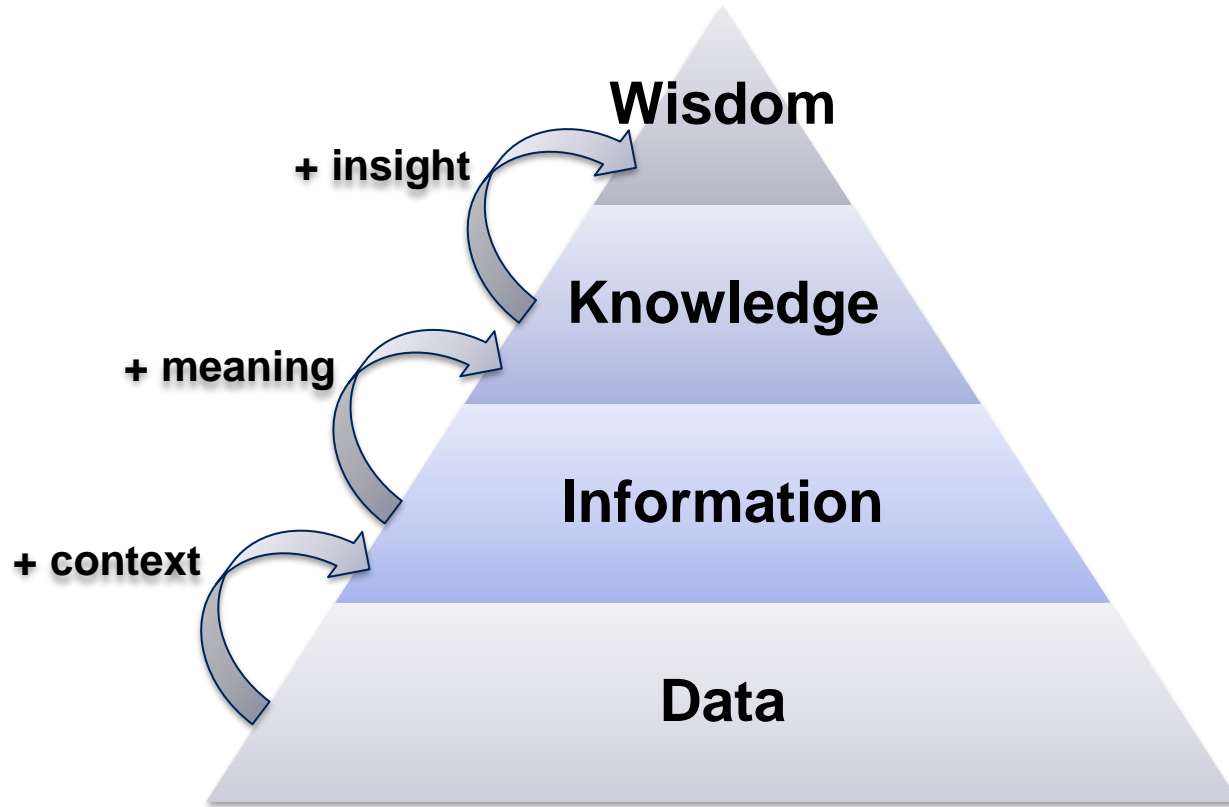 Wisdom
+ insight
Knowledge
+ meaning
Information
+ context
Data